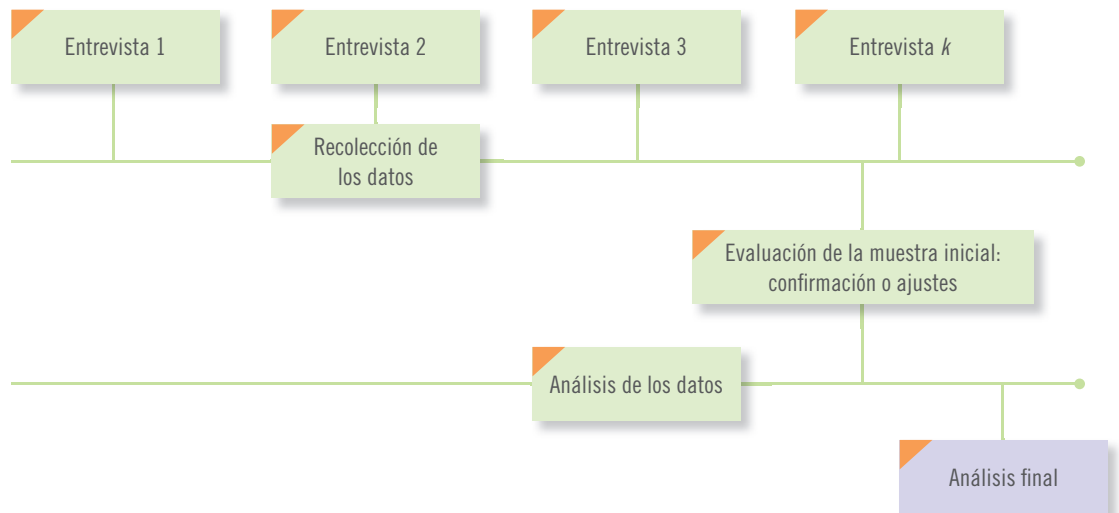 Entrevista 1
Entrevista 2
Entrevista 3
Entrevista k
Recolección de
los datos
Evaluación de la muestra inicial:
confirmación o ajustes
Análisis de los datos
Análisis final